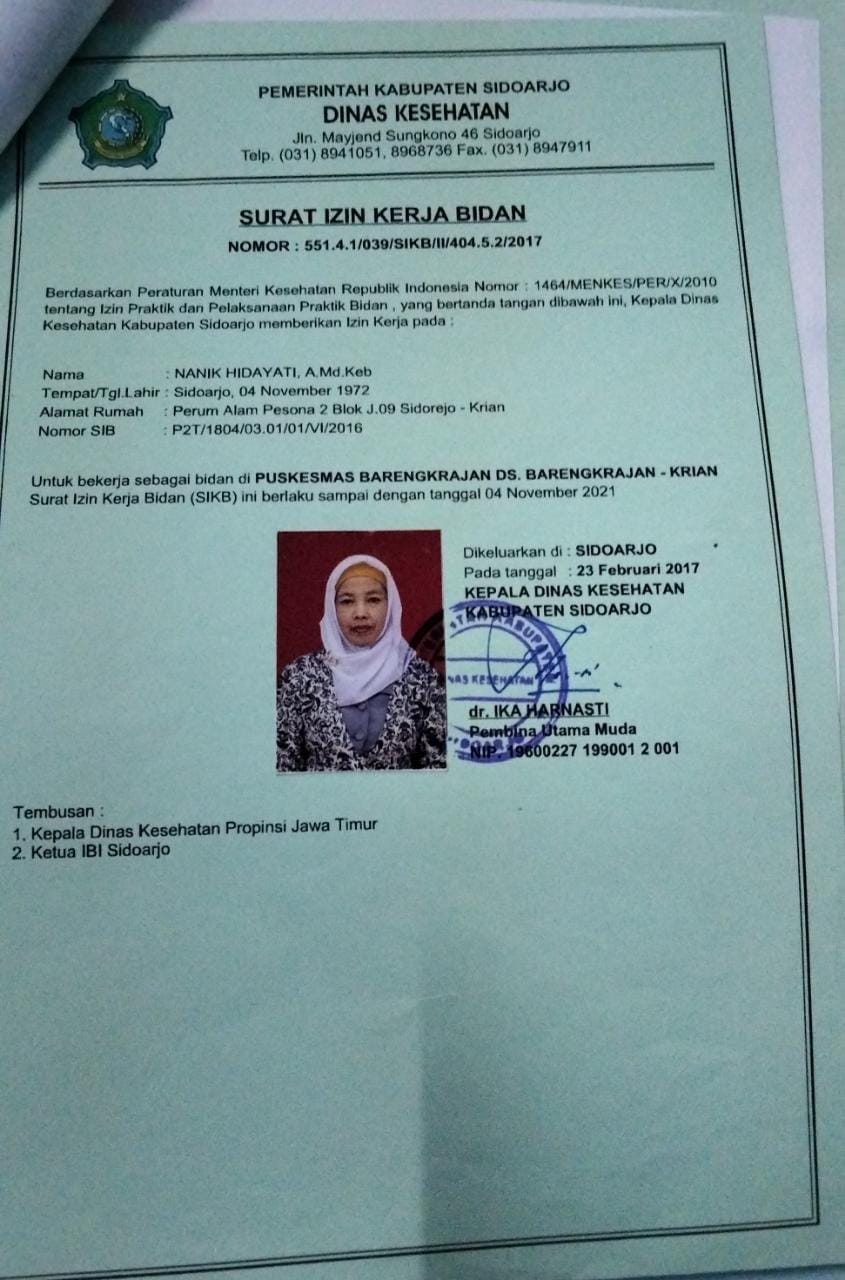 PEMERINTAH KABUPATEN SIDOARJO
DINAS KESEHATAN
Jln. Mayjend Sungkono 46 Sidoarjo
Telp. (031) 8941051, 8968736 Fax. (031) 8947911
SURAT IZIN KERJA BIDAN
NOMOR : 551.4.1/039/SIKB/II/404.5.2/2017
Berdasarkan Peraturan Menteri Kesehatan Republik Indonesia Nomor : 1464/MENKES/PER/X/2010
tentang Izin Praktik dan Pelaksanaan Praktik Bidan , yang bertanda tangan dibawah ini, Kepala Dinas
Kesehatan Kabupaten Sidoarjo memberikan Izin Kerja pada :
Nama : NANIK HIDAYATI, A.Md.Keb
Tempat/Tgl.Lahir : Sidoarjo, 04 November 1972
Alamat Rumah : Perum Alam Pesona 2 Blok J.09 Sidorejo - Krian
Nomor SIB : P2T/1804/03.01/01/VI/2016
Untuk bekerja sebagai bidan di PUSKESMAS BARENGKRAJAN DS. BARENGKRAJAN - KRIAN
Surat Izin Kerja Bidan (SIKB) ini berlaku sampai dengan tanggal 04 November 2021
Dikeluarkan di : SIDOARJO
Pada tanggal : 23 Februari 2017
KEPALA DINAS KESEHATAN
KABUPATEN SIDOARJO
dr. IKA HARNASTI
Pembina Utama Muda
NIP. 19600227 199001 2 001
Tembusan :
1. Kepala Dinas Kesehatan Propinsi Jawa Timur
2. Ketua IBI Sidoarjo